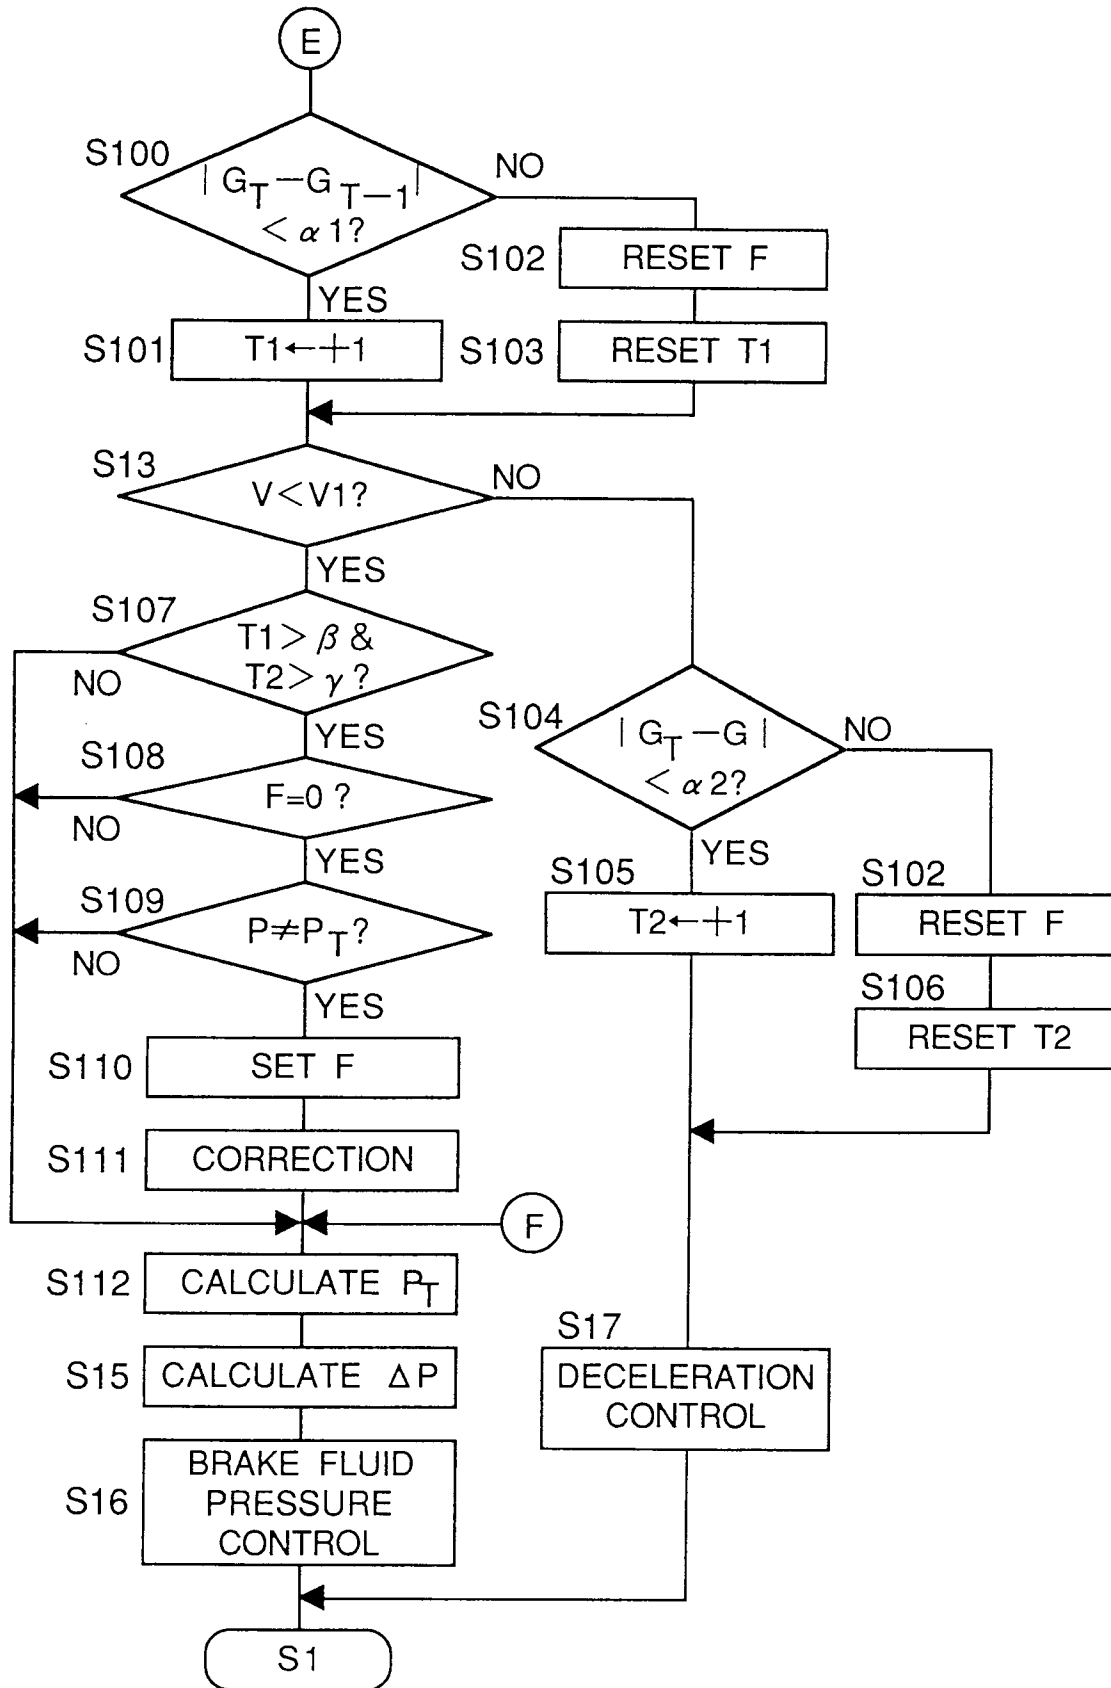 E
S100
| G_T — G_T—1 |
< α 1?
NO
YES
S102
RESET F
S101
T1←+1
S103
RESET T1
S13
V<V1?
NO
YES
S107
T1> β &
T2> γ ?
NO
YES
S104
| G_T —G |
< α 2?
NO
YES
S108
F=0 ?
NO
YES
S105
T2←+1
S102
RESET F
S109
P≠P_T?
NO
YES
S106
RESET T2
S110
SET F
S111
CORRECTION
F
S112
CALCULATE P_T
S17
DECELERATION
CONTROL
S15
CALCULATE ΔP
S16
BRAKE FLUID
PRESSURE
CONTROL
S1